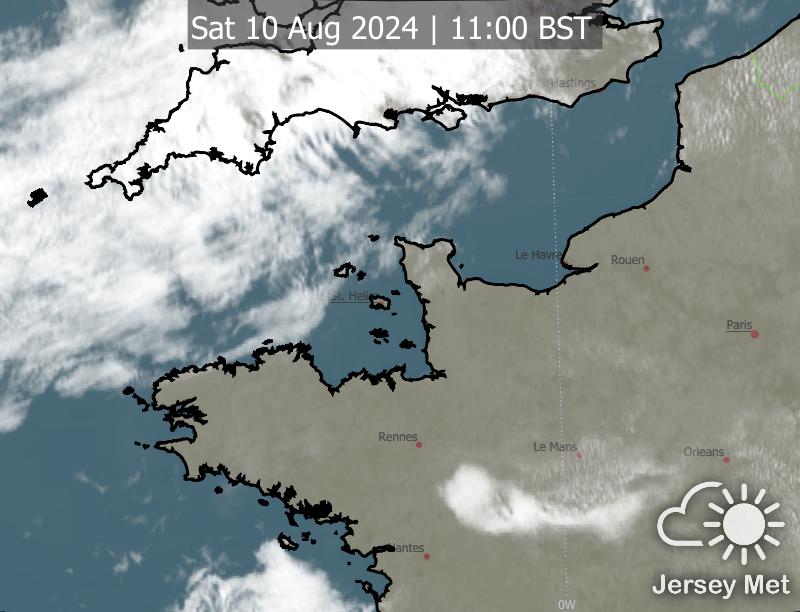 Sat 10 Aug 2024 | 11:00 BST
Hastings
Le Havre
Rouen
St. Helier
Paris
Rennes
Le Mans
Orleans
Nantes
Jersey Met
0W